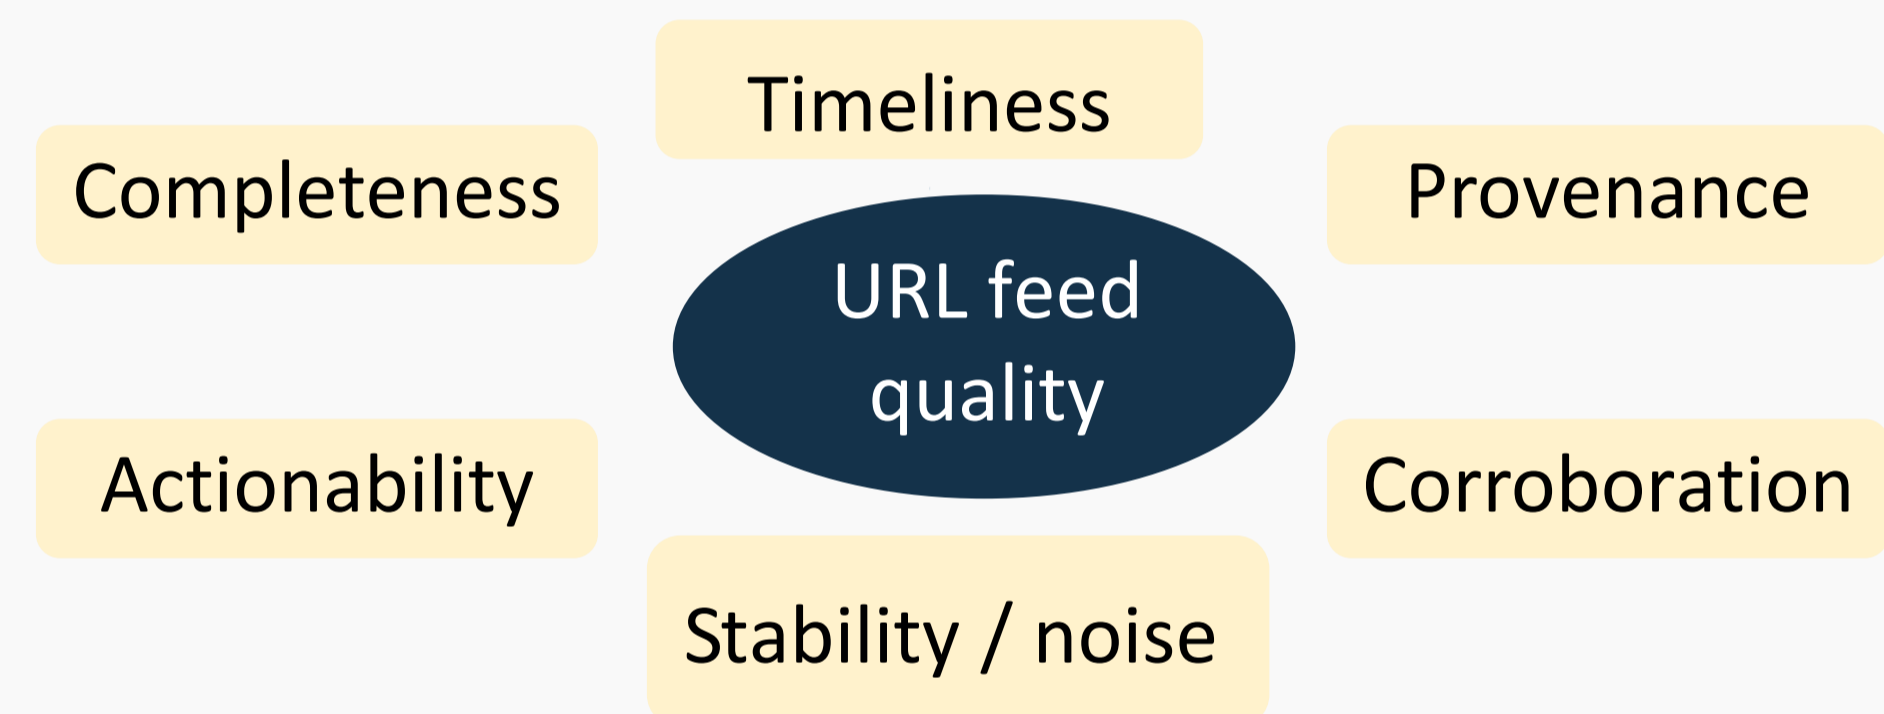 Timeliness
Completeness
Provenance
URL feed
quality
Actionability
Corroboration
Stability / noise